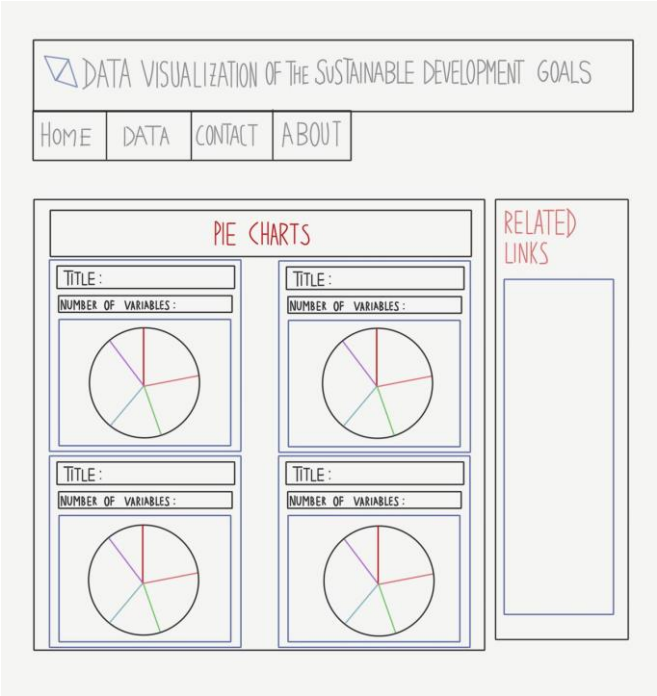 DATA VISUALIZATION OF THE SUSTAINABLE DEVELOPMENT GOALS
HOME DATA CONTACT ABOUT
PIE CHARTS
TITLE:
NUMBER OF VARIABLES:
TITLE:
NUMBER OF VARIABLES:
TITLE:
NUMBER OF VARIABLES:
TITLE:
NUMBER OF VARIABLES:
RELATED
LINKS